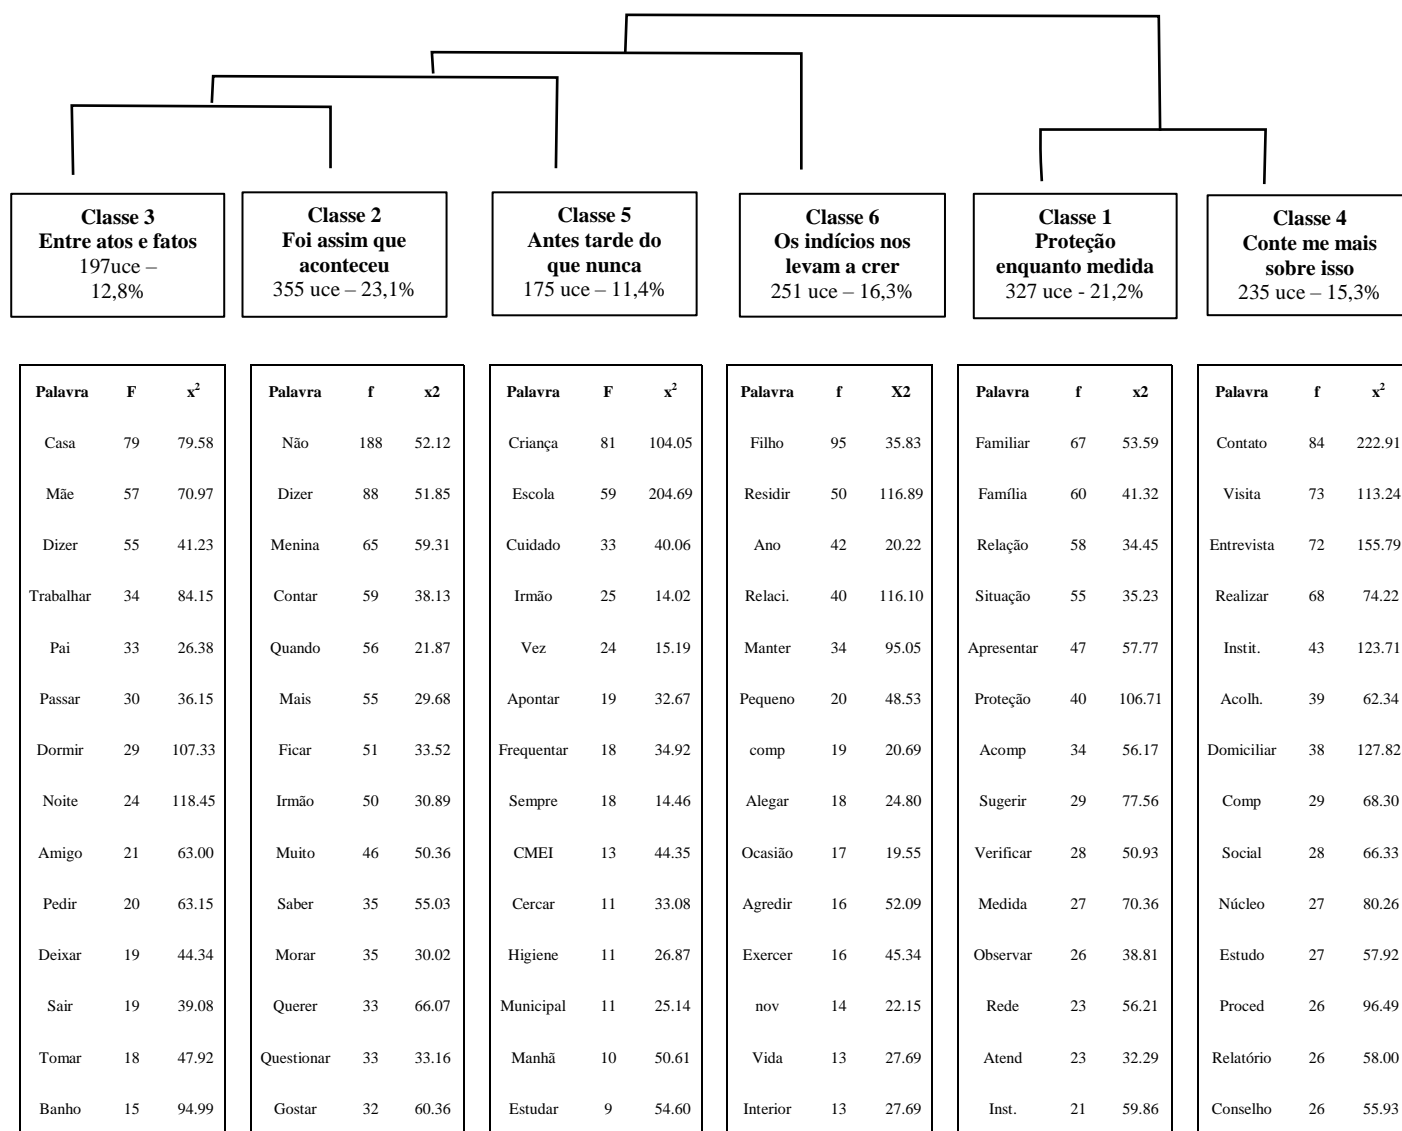 Classe 3
Entre atos e fatos
197uce –
12,8%
Classe 2
Foi assim que
aconteceu
355 uce – 23,1%
Classe 5
Antes tarde do
que nunca
175 uce – 11,4%
Classe 6
Os indícios nos
levam a crer
251 uce – 16,3%
Classe 1
Proteção
enquanto medida
327 uce - 21,2%
Classe 4
Conte me mais
sobre isso
235 uce – 15,3%
Palavra F x²
Casa 79 79.58
Mãe 57 70.97
Dizer 55 41.23
Trabalhar 34 84.15
Pai 33 26.38
Passar 30 36.15
Dormir 29 107.33
Noite 24 118.45
Amigo 21 63.00
Pedir 20 63.15
Deixar 19 44.34
Sair 19 39.08
Tomar 18 47.92
Banho 15 94.99
Palavra f x2
Não 188 52.12
Dizer 88 51.85
Menina 65 59.31
Contar 59 38.13
Quando 56 21.87
Mais 55 29.68
Ficar 51 33.52
Irmão 50 30.89
Muito 46 50.36
Saber 35 55.03
Morar 35 30.02
Querer 33 66.07
Questionar 33 33.16
Gostar 32 60.36
Palavra F x²
Criança 81 104.05
Escola 59 204.69
Cuidado 33 40.06
Irmão 25 14.02
Vez 24 15.19
Apontar 19 32.67
Frequentar 18 34.92
Sempre 18 14.46
CMEI 13 44.35
Cercar 11 33.08
Higiene 11 26.87
Municipal 11 25.14
Manhã 10 50.61
Estudar 9 54.60
Palavra f X2
Filho 95 35.83
Residir 50 116.89
Ano 42 20.22
Relaci. 40 116.10
Manter 34 95.05
Pequeno 20 48.53
comp 19 20.69
Alegar 18 24.80
Ocasião 17 19.55
Agredir 16 52.09
Exercer 16 45.34
nov 14 22.15
Vida 13 27.69
Interior 13 27.69
Palavra f x2
Familiar 67 53.59
Família 60 41.32
Relação 58 34.45
Situação 55 35.23
Apresentar 47 57.77
Proteção 40 106.71
Acomp 34 56.17
Sugerir 29 77.56
Verificar 28 50.93
Medida 27 70.36
Observar 26 38.81
Rede 23 56.21
Atend 23 32.29
Inst. 21 59.86
Palavra f x²
Contato 84 222.91
Visita 73 113.24
Entrevista 72 155.79
Realizar 68 74.22
Instit. 43 123.71
Acolh. 39 62.34
Domiciliar 38 127.82
Comp 29 68.30
Social 28 66.33
Núcleo 27 80.26
Estudo 27 57.92
Proced 26 96.49
Relatório 26 58.00
Conselho 26 55.93